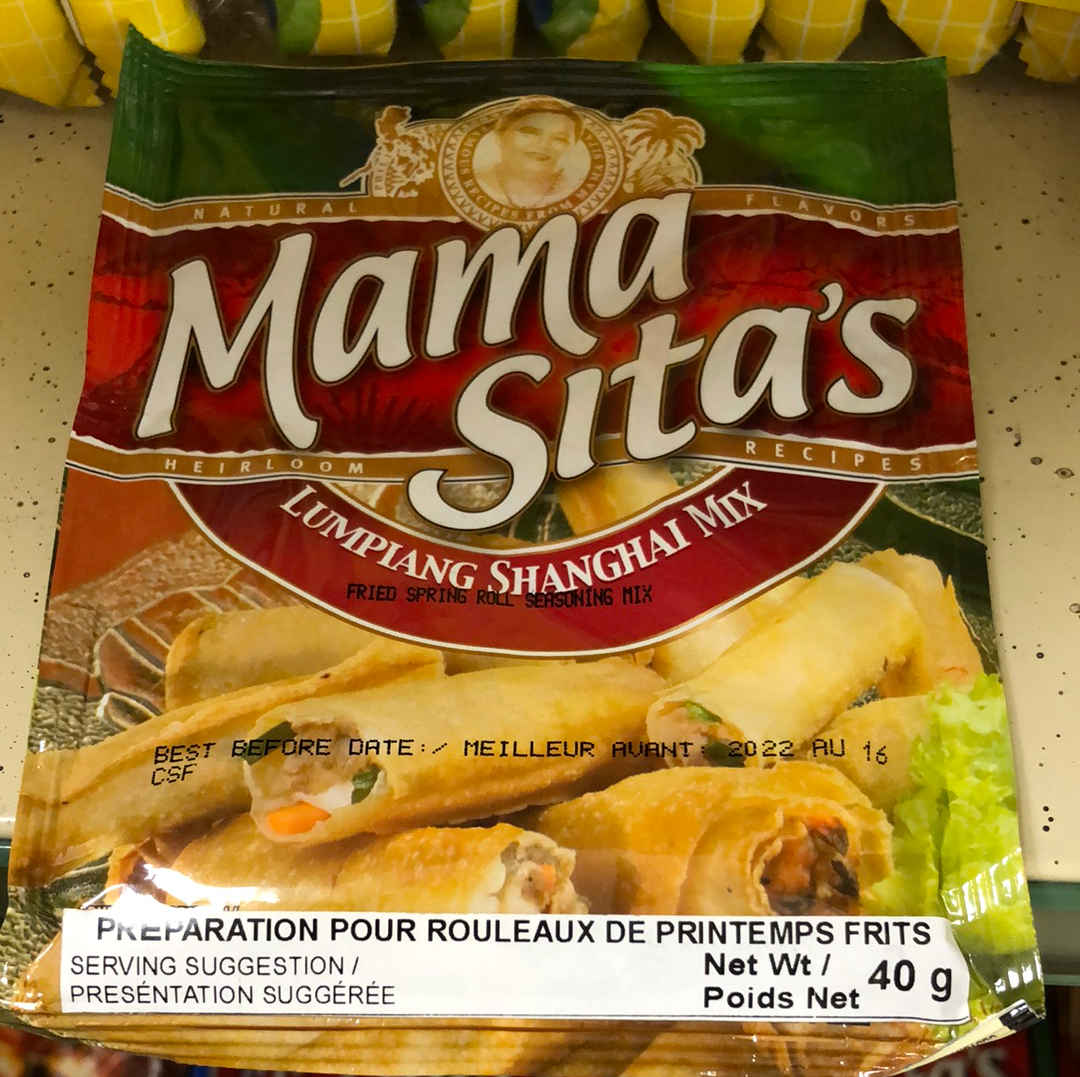 RECIPES FROM
NATURAL FLAVORS
Mama
Sita's
HEIRLOOM RECIPES
LUMPIANG SHANGHAI MIX
FRIED SPRING ROLL SEASONING MIX
BEST BEFORE DATE:/ MEILLEUR AVANT: 2022 AU 16
CSF
PREPARATION POUR ROULEAUX DE PRINTEMPS FRITS
SERVING SUGGESTION /
PRESÉNTATION SUGGÉRÉE
Net Wt /
Poids Net
40 g